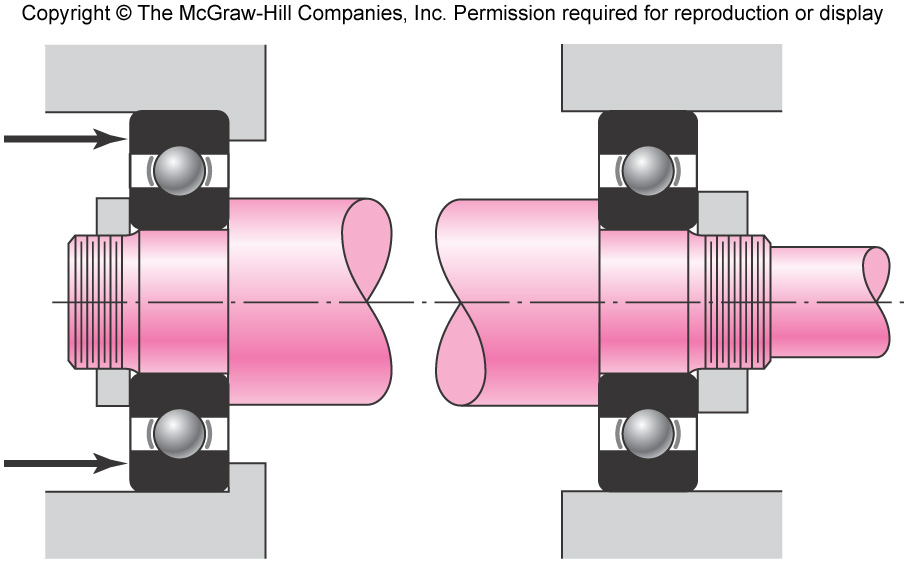 Copyright © The McGraw-Hill Companies, Inc. Permission required for reproduction or display